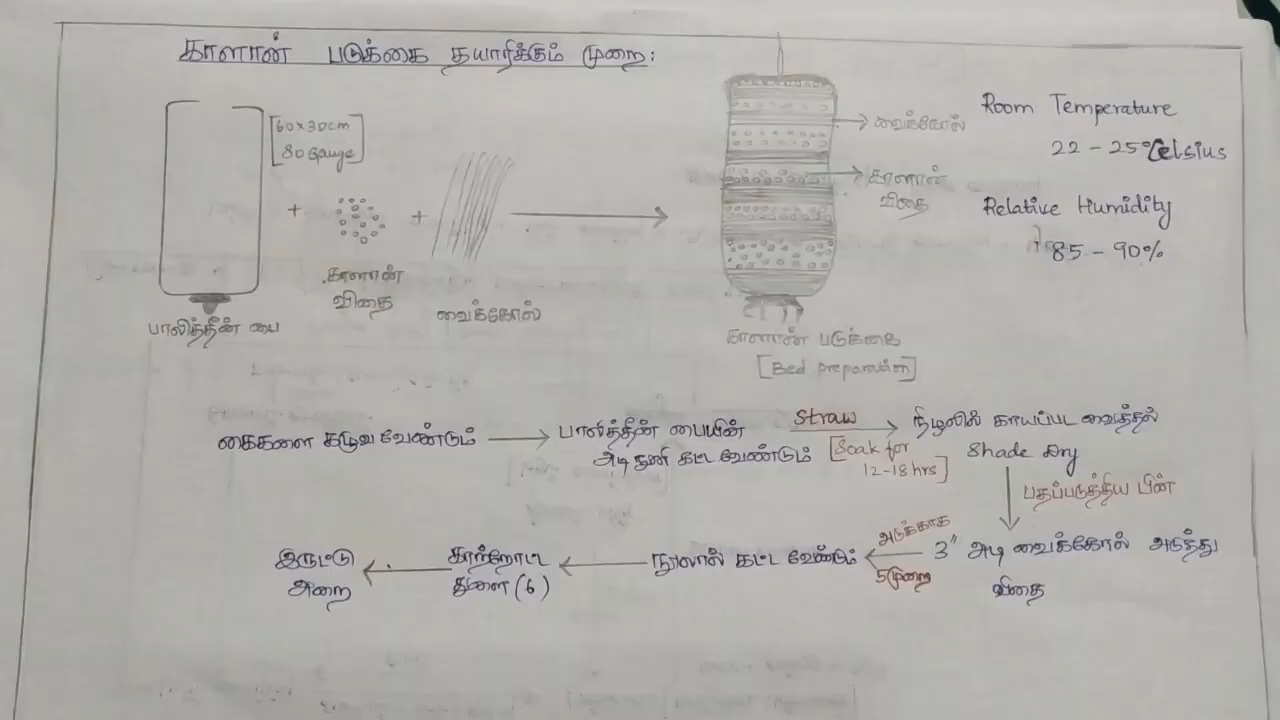 காளான் படுக்கை தயாரிக்கும் முறை:
[60x30cm
80 Gauge]
+
+
காளான்
விதை
வைக்கோல்
பாலித்தீன் பை
வைக்கோல்
காளான்
விதை
காளான் படுக்கை
[Bed preparation]
Room Temperature
22 - 25°Celsius
Relative Humidity
85 - 90%
கைகளை கழுவ வேண்டும்
பாலித்தீன் பையின்
அடி நுனி கட்ட வேண்டும்
Straw
[Soak for
12-18 hrs]
நிழலில் காயப்பட வைத்தல்
Shade dry
பதப்படுத்திய பின்
3" அடி வைக்கோல் அடுத்து
விதை
அடுக்காக
5முறை
நூலால் கட்ட வேண்டும்
காற்றோட்ட
துளை (6)
இருட்டு
அறை